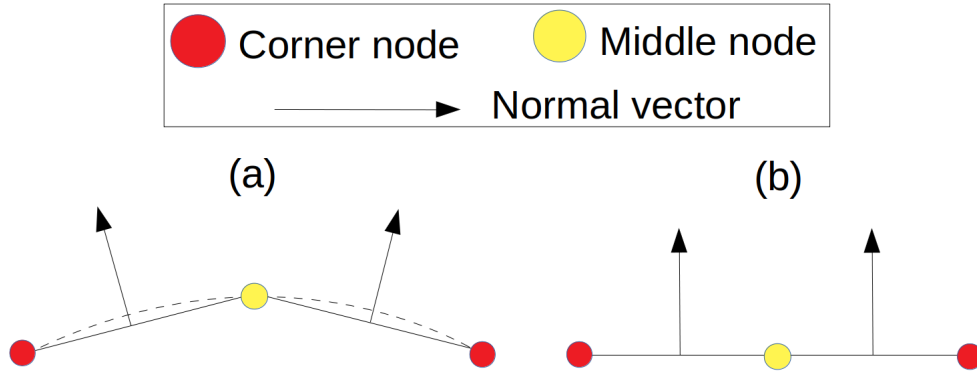 Corner node Middle node
Normal vector
(a) (b)